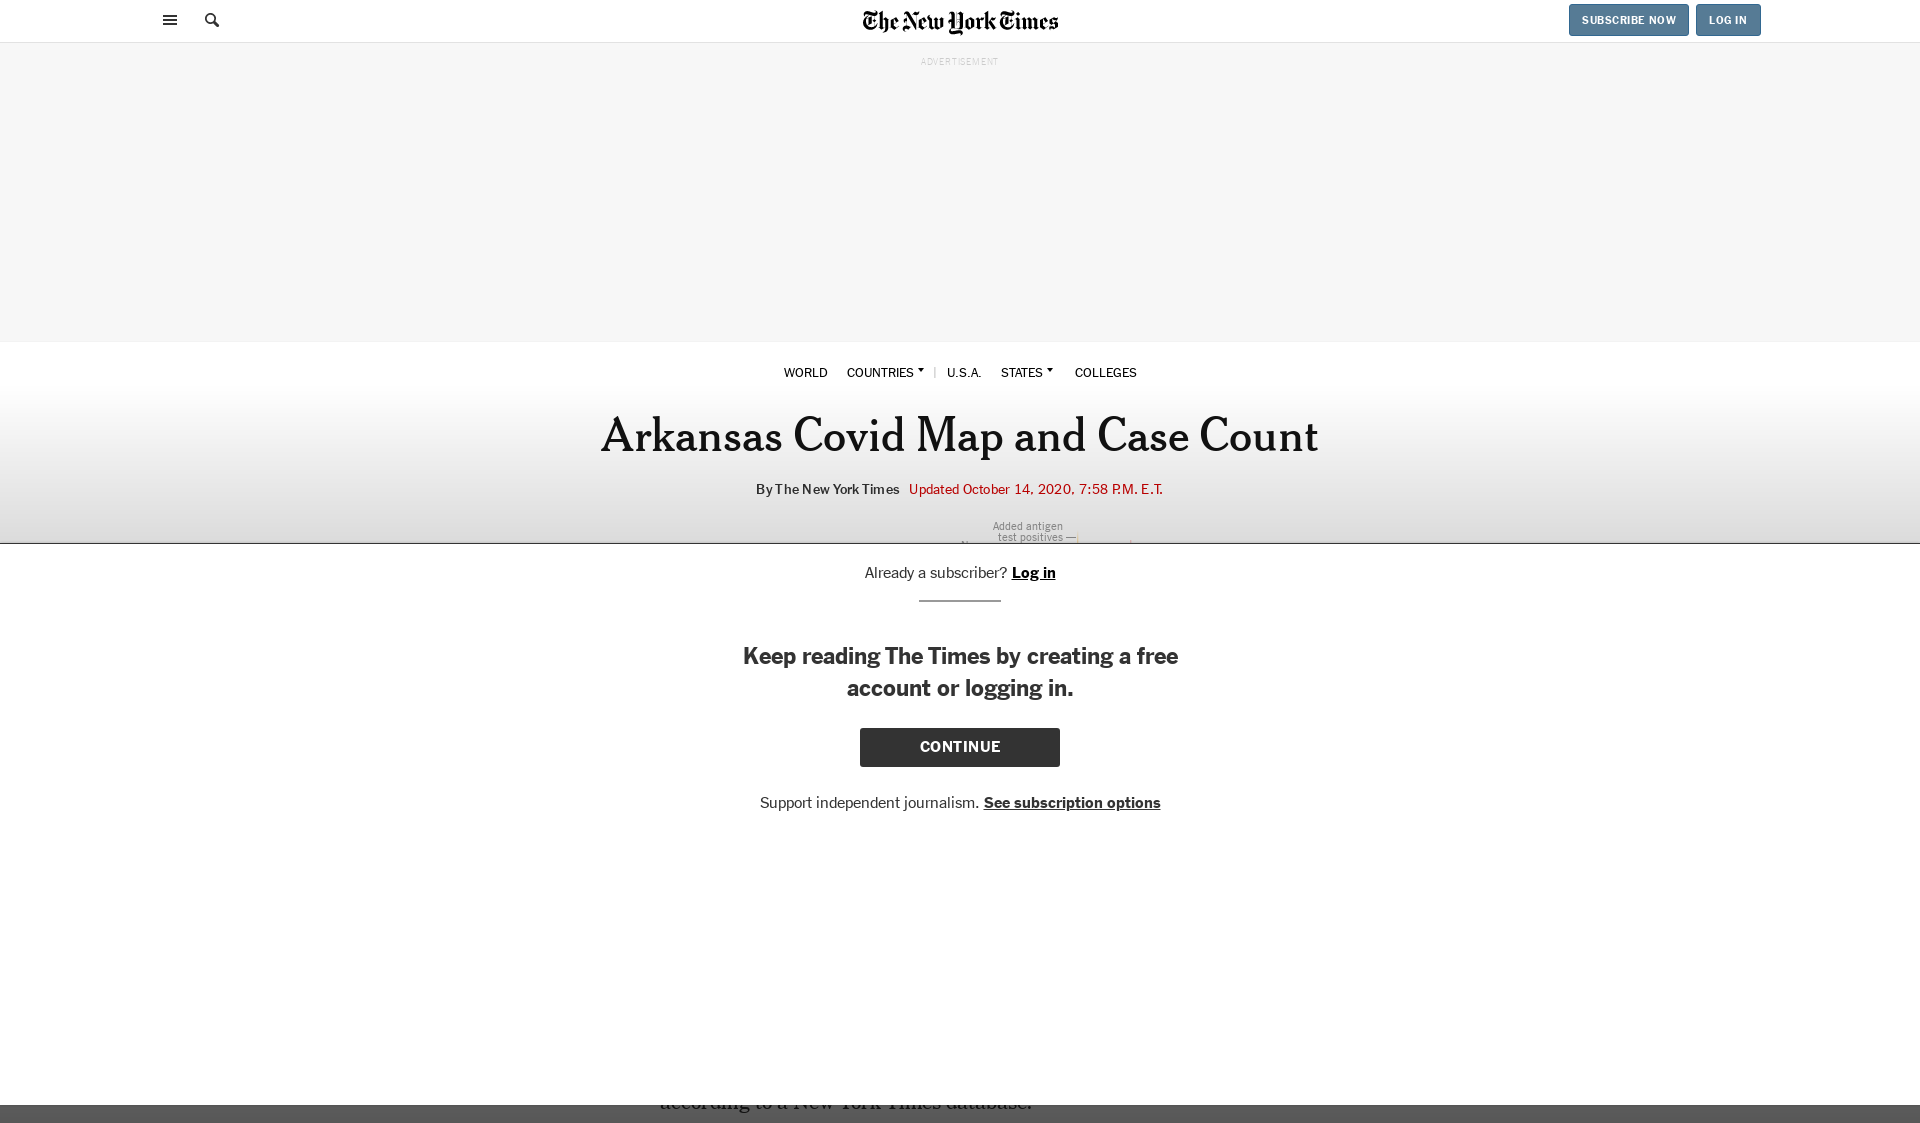 The New York Times
SUBSCRIBE NOW
LOG IN
ADVERTISEMENT
WORLD COUNTRIES | U.S.A. STATES COLLEGES
Arkansas Covid Map and Case Count
By The New York Times Updated October 14, 2020, 7:58 P.M. E.T.
Added antigen
test positives —
Already a subscriber? Log in
Keep reading The Times by creating a free
account or logging in.
CONTINUE
Support independent journalism. See subscription options
according to a New York Times database.